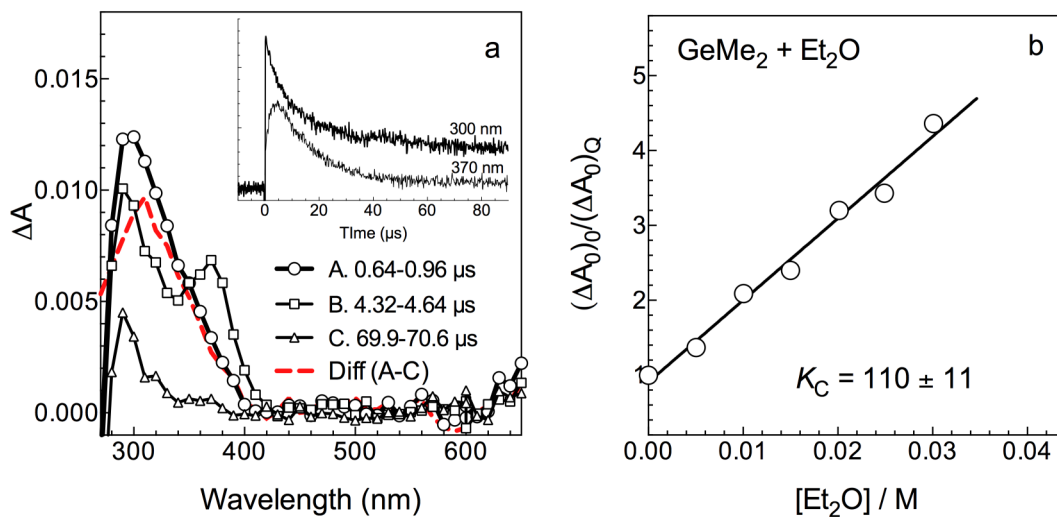 a
0.015
0.010
0.005
0.000
ΔA
300
400
500
600
Wavelength (nm)
300 nm
370 nm
0
20
40
60
80
TIme (µs)
A. 0.64-0.96 µs
B. 4.32-4.64 µs
C. 69.9-70.6 µs
Diff (A-C)
b
GeMe₂ + Et₂O
5
4
3
2
1
(ΔA₀)₀/(ΔA₀)Q
K_C = 110 ± 11
0.00
0.01
0.02
0.03
0.04
[Et₂O] / M